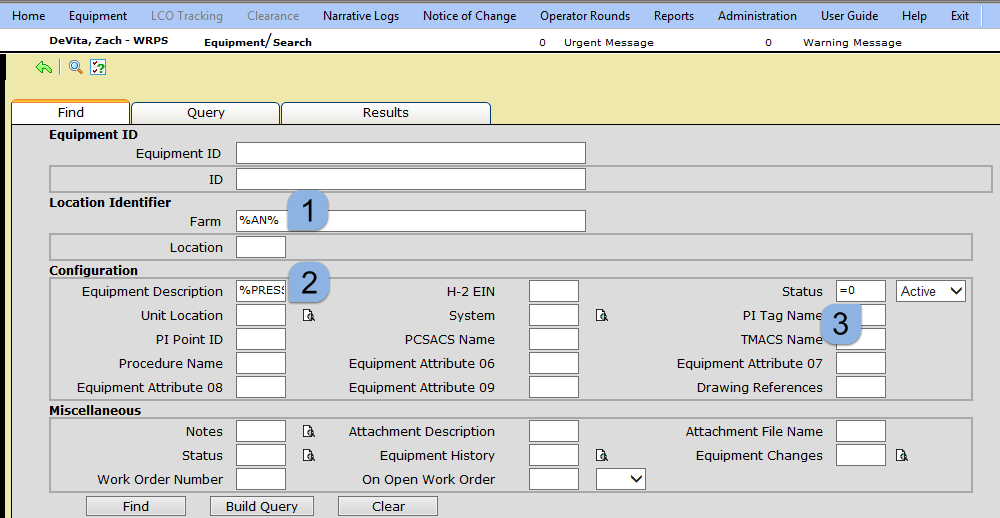 Home Equipment LCO Tracking Clearance Narrative Logs Notice of Change Operator Rounds Reports Administration User Guide Help Exit
DeVita, Zach - WRPS Equipment/Search 0 Urgent Message 0 Warning Message
Find Query Results
Equipment ID
Equipment ID
ID
Location Identifier
Farm %AN% 1
Location
Configuration
Equipment Description %PRESS 2 H-2 EIN Status =0 Active
Unit Location System PI Tag Name 3
PI Point ID PCSACS Name TMACS Name
Procedure Name Equipment Attribute 06 Equipment Attribute 07
Equipment Attribute 08 Equipment Attribute 09 Drawing References
Miscellaneous
Notes Attachment Description Attachment File Name
Status Equipment History Equipment Changes
Work Order Number On Open Work Order
Find Build Query Clear